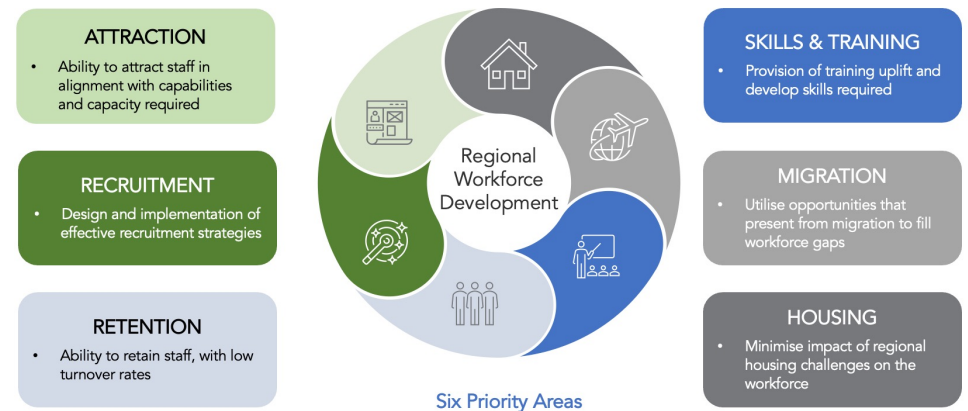 ATTRACTION
• Ability to attract staff in
alignment with capabilities
and capacity required
RECRUITMENT
• Design and implementation of
effective recruitment strategies
RETENTION
• Ability to retain staff, with low
turnover rates
Regional
Workforce
Development
Six Priority Areas
SKILLS & TRAINING
• Provision of training uplift and
develop skills required
MIGRATION
• Utilise opportunities that
present from migration to fill
workforce gaps
HOUSING
• Minimise impact of regional
housing challenges on the
workforce